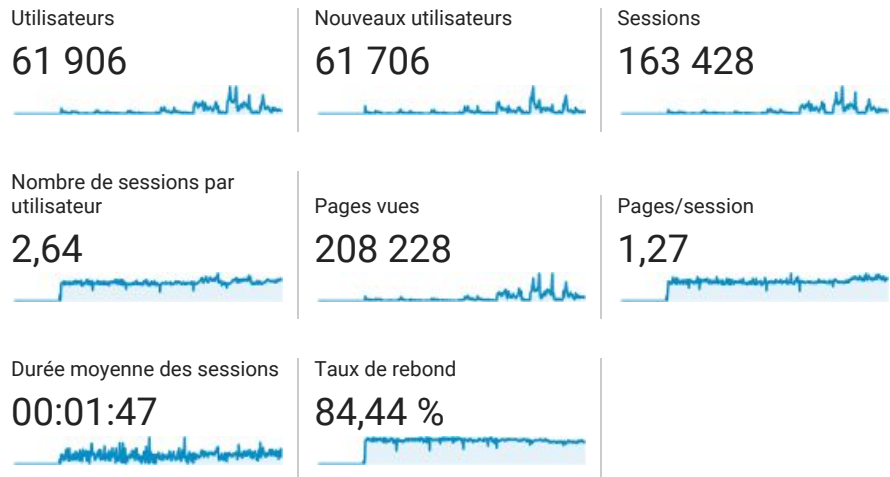 Utilisateurs
61 906
Nouveaux utilisateurs
61 706
Sessions
163 428
Nombre de sessions par
utilisateur
2,64
Pages vues
208 228
Pages/session
1,27
Durée moyenne des sessions
00:01:47
Taux de rebond
84,44 %